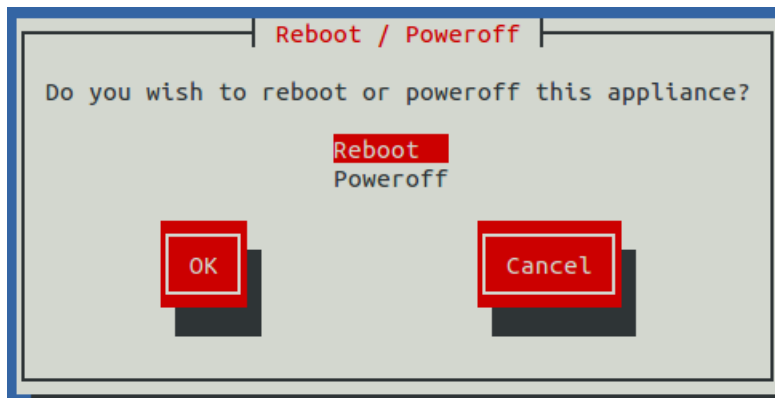 Reboot / Poweroff
Do you wish to reboot or poweroff this appliance?
Reboot
Poweroff
OK Cancel